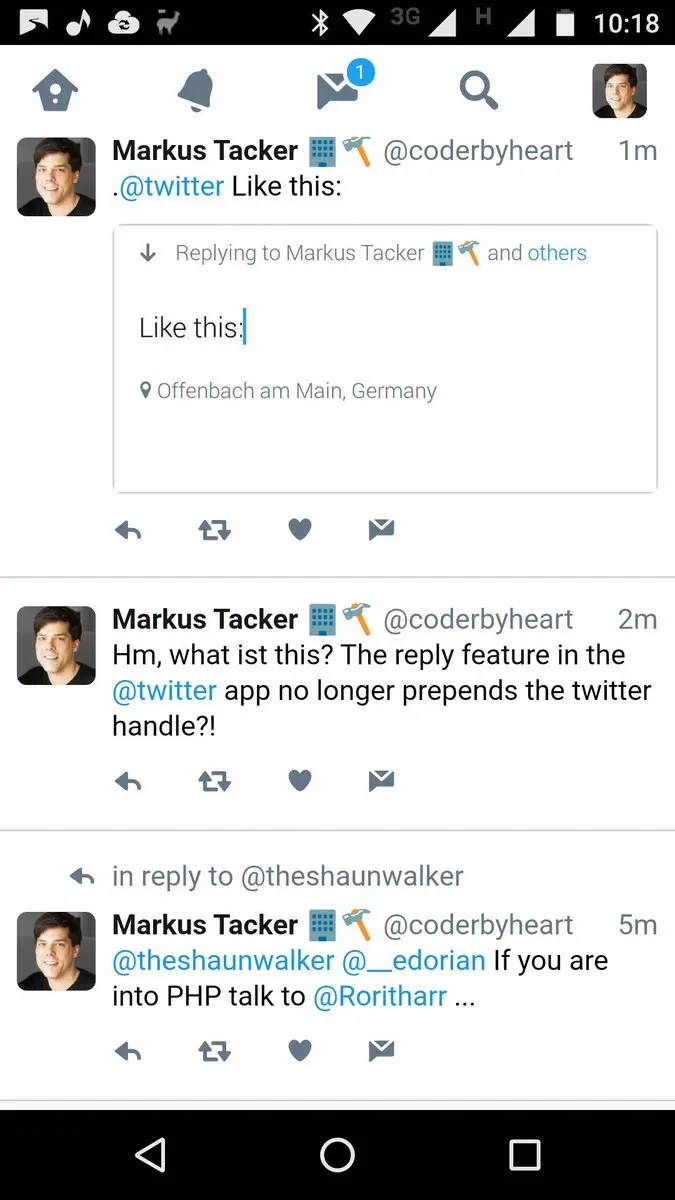 3G H 10:18
1
Markus Tacker 🏢🔨 @coderbyheart 1m
.@twitter Like this:
Replying to Markus Tacker 🏢🔨 and others
Like this:
Offenbach am Main, Germany
Markus Tacker 🏢🔨 @coderbyheart 2m
Hm, what ist this? The reply feature in the
@twitter app no longer prepends the twitter
handle?!
in reply to @theshaunwalker
Markus Tacker 🏢🔨 @coderbyheart 5m
@theshaunwalker @__edorian If you are
into PHP talk to @Roritharr ...